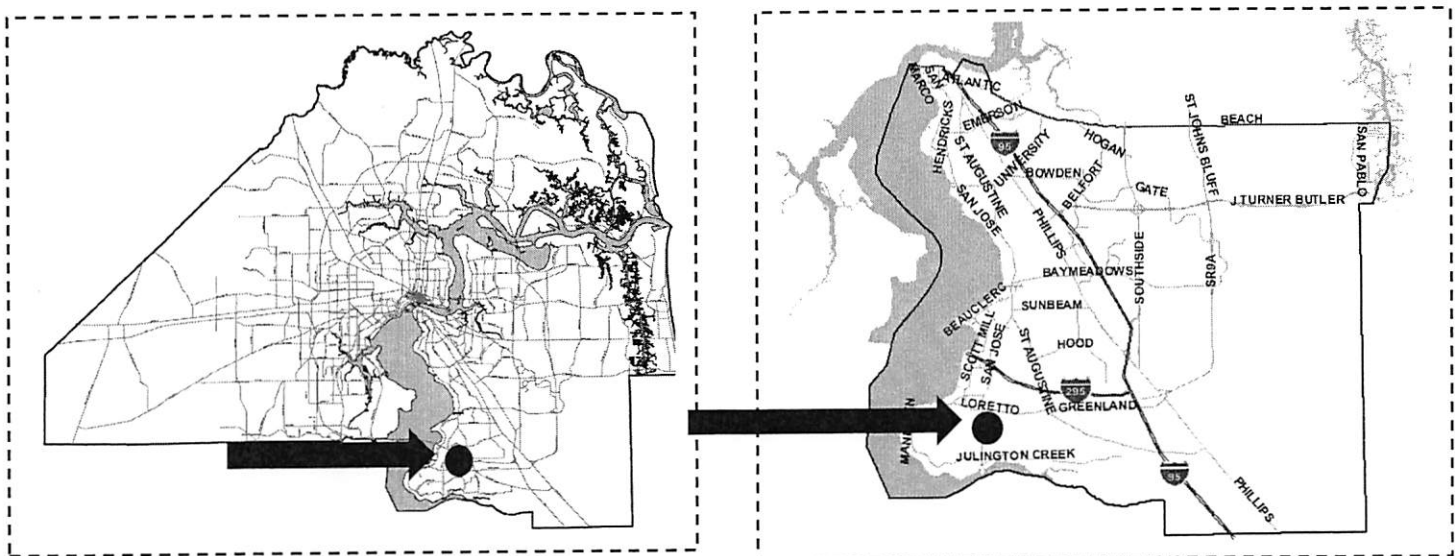 SAN
MARCO
ATLANTIC
EMERSON
HENDRICKS
95
ST AUGUSTINE
UNIVERSITY
HOGAN
ST JOHNS BLUFF
BEACH
SAN PABLO
BOWDEN
BELFORT
GATE
J TURNER BUTLER
SAN JOSE
PHILLIPS
BAYMEADOWS
SOUTHSIDE
SR9A
BEAUCLERC
SUNBEAM
SCOTT MILL
SAN JOSE
ST AUGUSTINE
HOOD
295
LORETTO
GREENLAND
JULINGTON CREEK
95
PHILLIPS